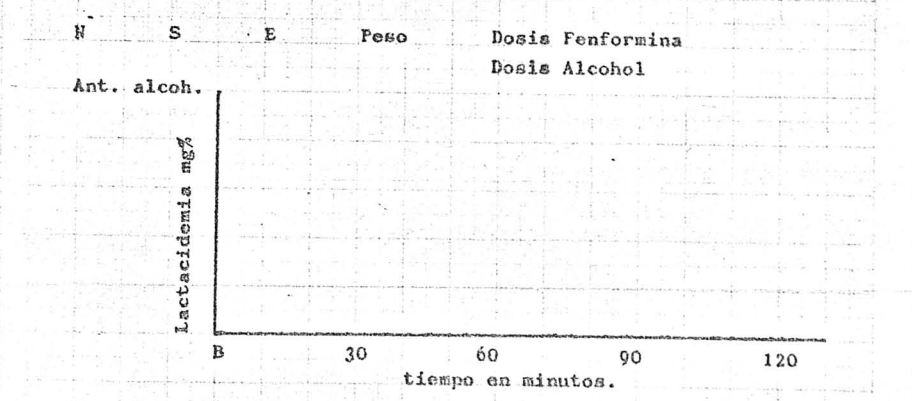 N S E Peso Dosis Fenformina
Dosis Alcohol
Ant. alcoh.
Lactacidemia mg%
B 30 60 90 120
tiempo en minutos.